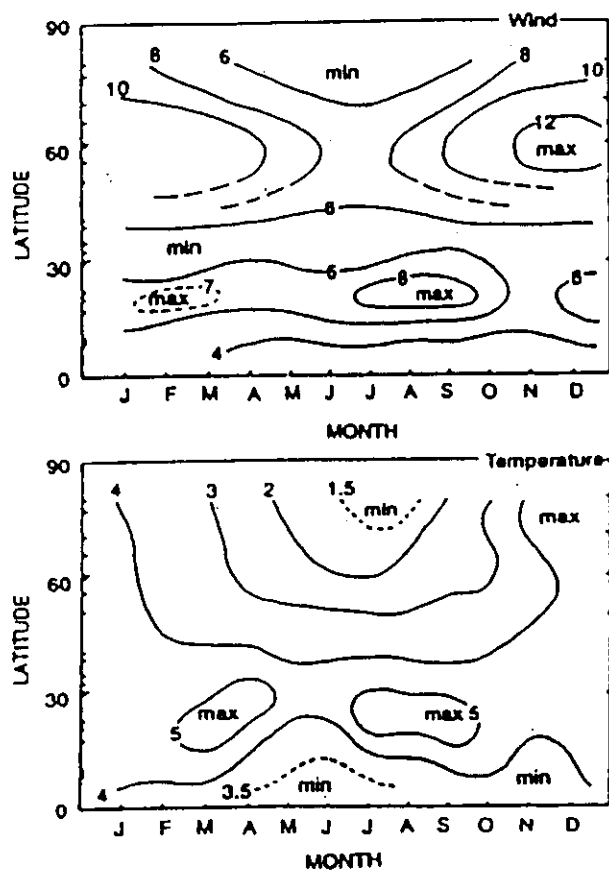 Wind
90
60
30
0
LATITUDE
8 6 8
min
10 10
12
max
6
min
7 6 8 6
max max
4
J F M A M J J A S O N D
MONTH
Temperature
90
60
30
0
LATITUDE
4 3 2 1.5
min max
max max 5
5
4 3.5 min min
J F M A M J J A S O N D
MONTH